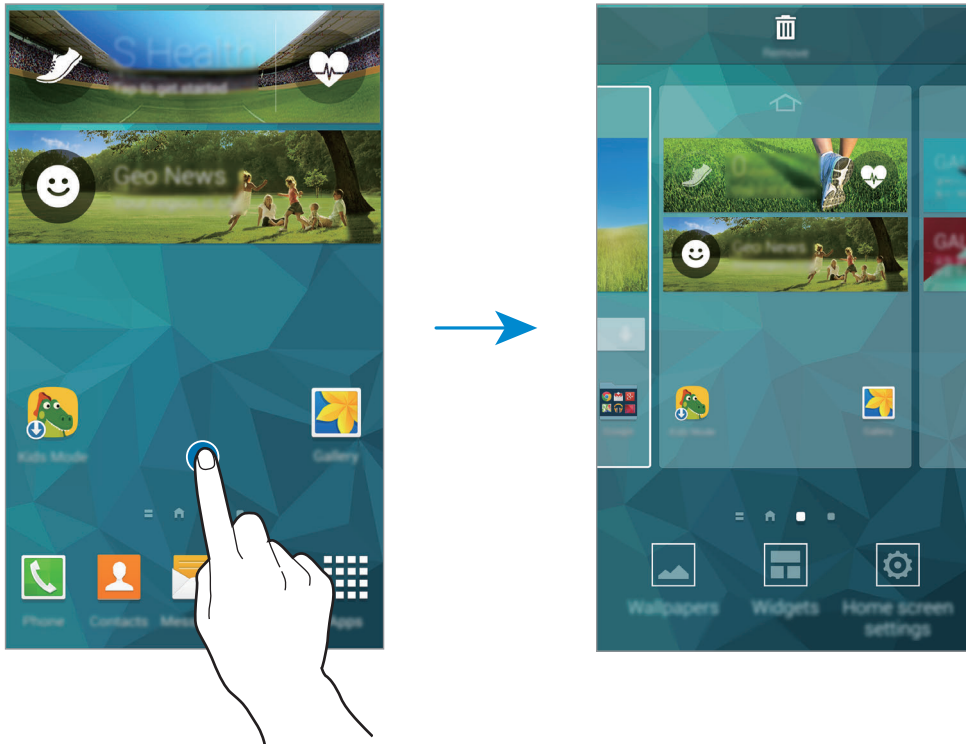 S Health
Tap to get started
Geo News
Kids Mode
Gallery
Phone
Contacts
Apps
Remove
Geo News
Kids Mode
Gallery
Wallpapers
Widgets
Home screen
settings